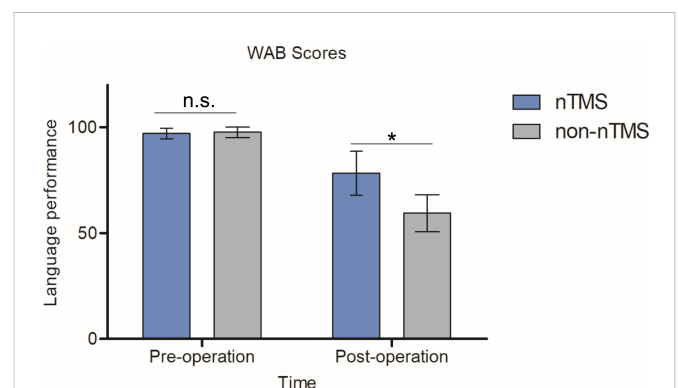 WAB Scores
n.s.
*
nTMS
non-nTMS
Language performance
100
50
0
Pre-operation
Post-operation
Time